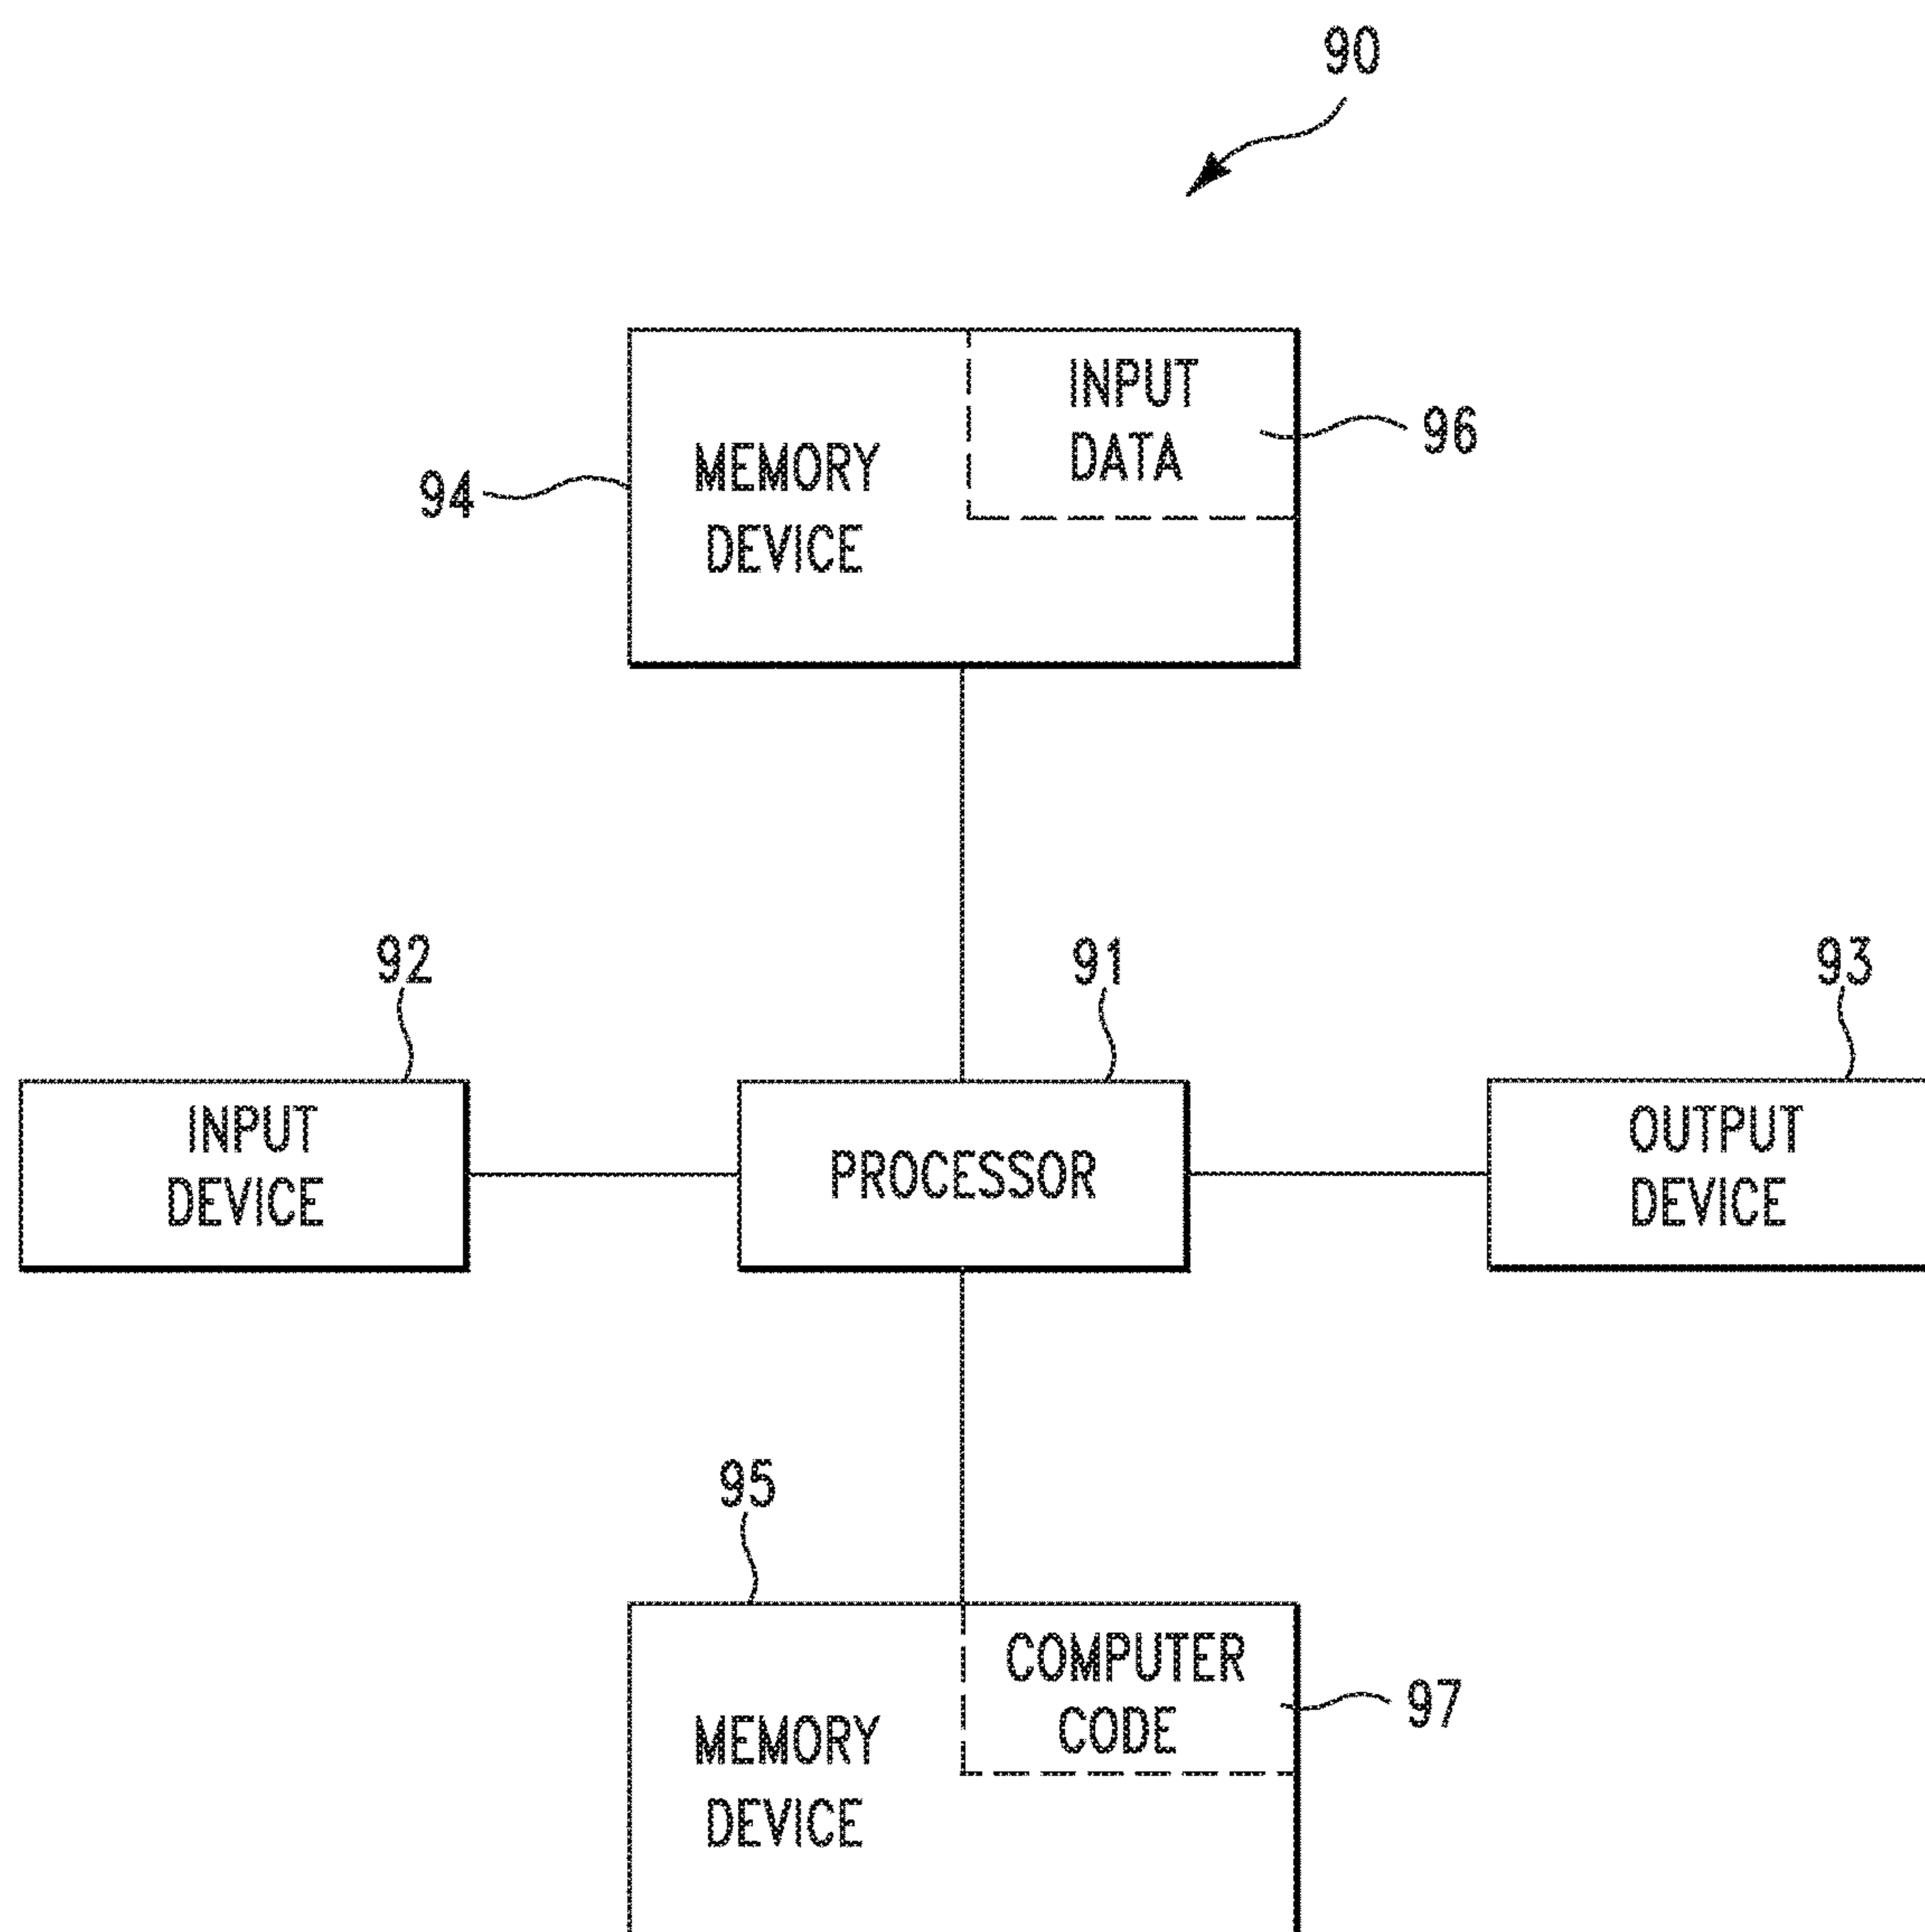 90
INPUT
DATA
96
MEMORY
DEVICE
94
92
91
93
INPUT
DEVICE
PROCESSOR
OUTPUT
DEVICE
95
COMPUTER
CODE
97
MEMORY
DEVICE